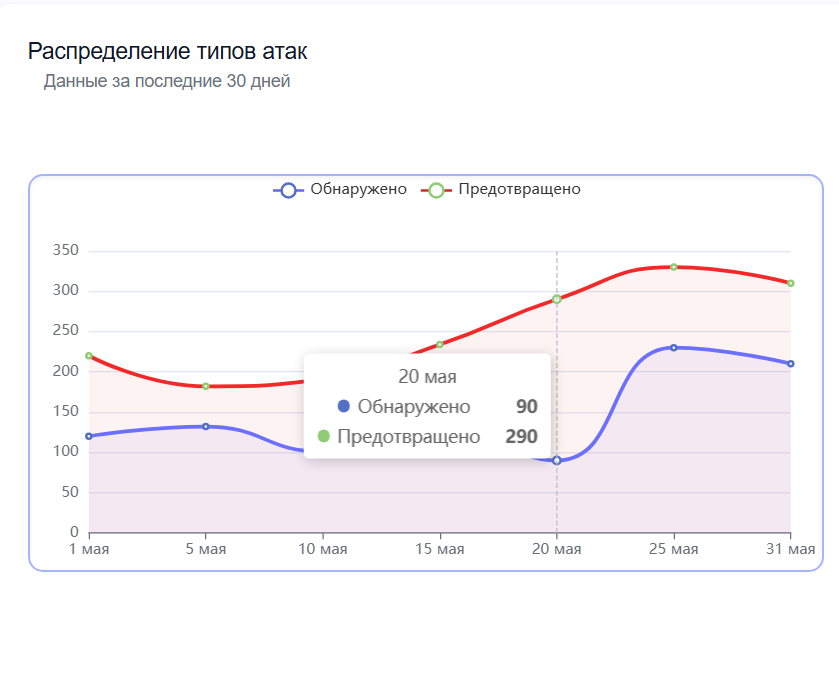 Распределение типов атак
Данные за последние 30 дней
Обнаружено Предотвращено
350
300
250
200
150
100
50
0
20 мая
Обнаружено 90
Предотвращено 290
1 мая 5 мая 10 мая 15 мая 20 мая 25 мая 31 мая